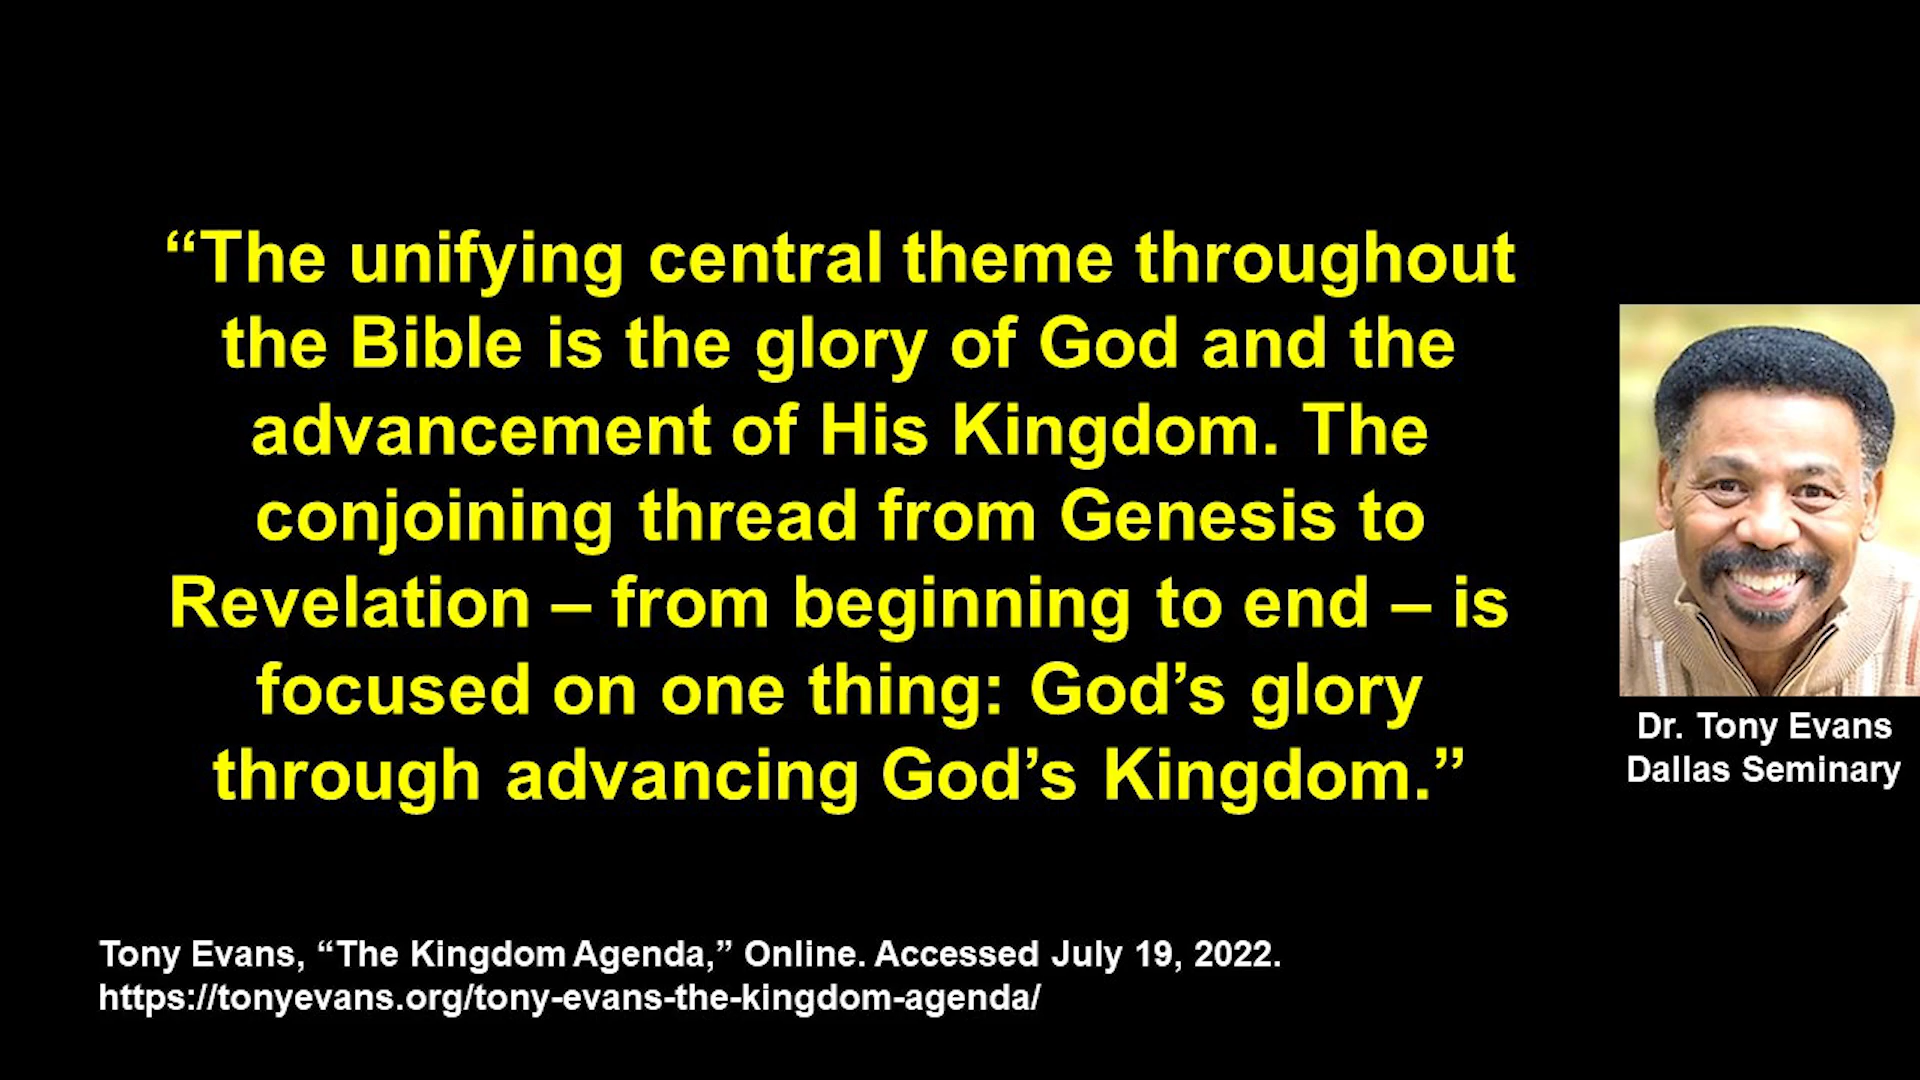 “The unifying central theme throughout
the Bible is the glory of God and the
advancement of His Kingdom. The
conjoining thread from Genesis to
Revelation – from beginning to end – is
focused on one thing: God’s glory
through advancing God’s Kingdom.”
Dr. Tony Evans
Dallas Seminary
Tony Evans, “The Kingdom Agenda,” Online. Accessed July 19, 2022.
https://tonyevans.org/tony-evans-the-kingdom-agenda/